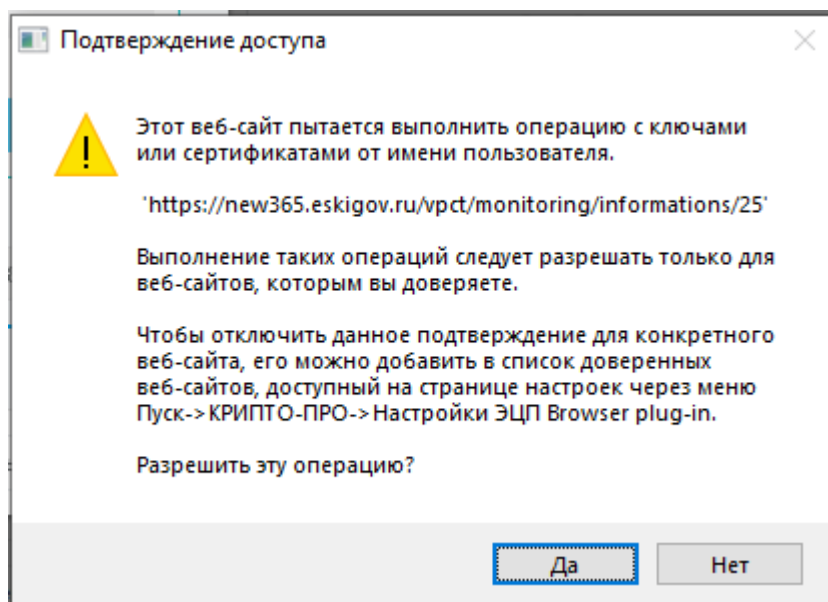 Подтверждение доступа
Этот веб-сайт пытается выполнить операцию с ключами
или сертификатами от имени пользователя.
'https://new365.eskigov.ru/vpct/monitoring/informations/25'
Выполнение таких операций следует разрешать только для
веб-сайтов, которым вы доверяете.
Чтобы отключить данное подтверждение для конкретного
веб-сайта, его можно добавить в список доверенных
веб-сайтов, доступный на странице настроек через меню
Пуск->КРИПТО-ПРО->Настройки ЭЦП Browser plug-in.
Разрешить эту операцию?
Да
Нет